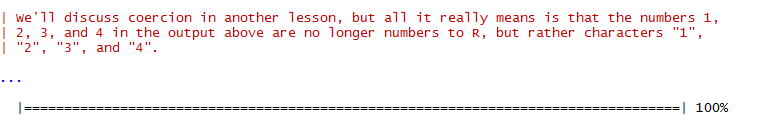 | We'll discuss coercion in another lesson, but all it really means is that the numbers 1,
| 2, 3, and 4 in the output above are no longer numbers to R, but rather characters "1",
| "2", "3", and "4".
...
|==================================================================================| 100%